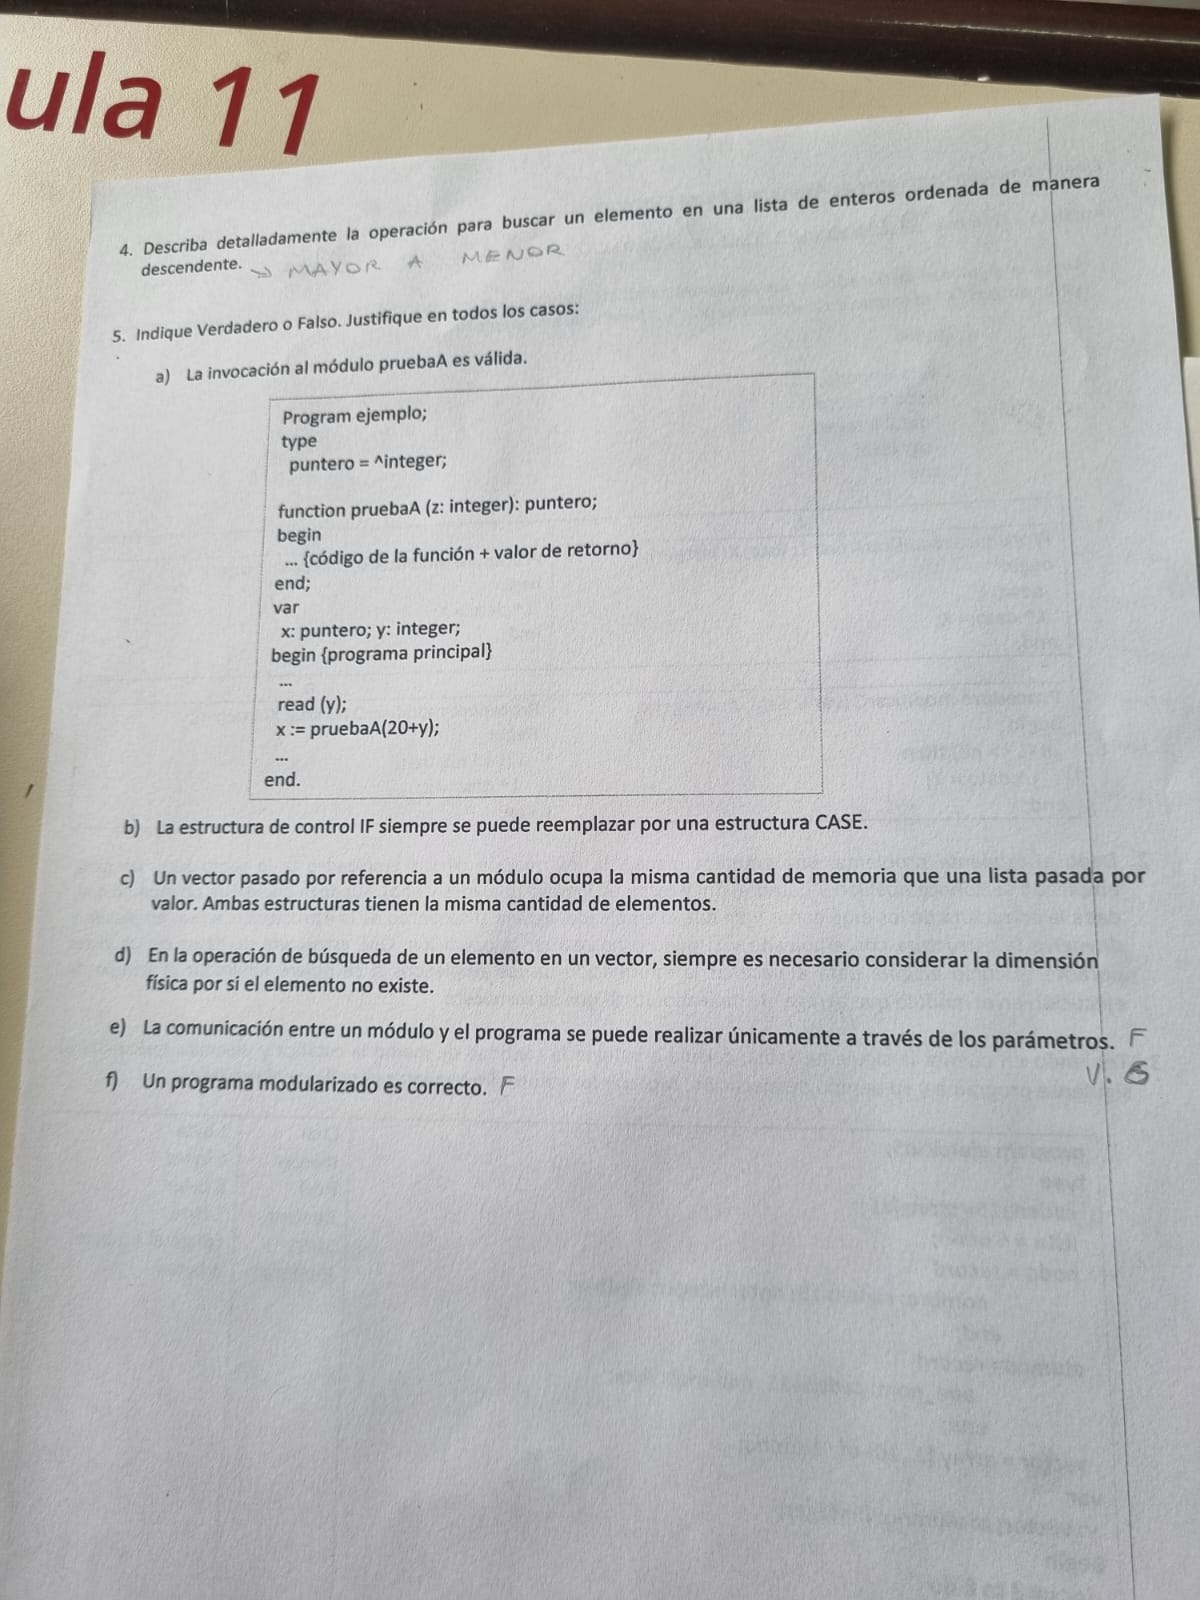 ula 11
4. Describa detalladamente la operación para buscar un elemento en una lista de enteros ordenada de manera
descendente. → MAYOR A MENOR
5. Indique Verdadero o Falso. Justifique en todos los casos:
a) La invocación al módulo pruebaA es válida.
Program ejemplo;
type
puntero = ^integer;
function pruebaA (z: integer): puntero;
begin
... {código de la función + valor de retorno}
end;
var
x: puntero; y: integer;
begin {programa principal}
...
read (y);
x := pruebaA(20+y);
...
end.
b) La estructura de control IF siempre se puede reemplazar por una estructura CASE.
c) Un vector pasado por referencia a un módulo ocupa la misma cantidad de memoria que una lista pasada por
valor. Ambas estructuras tienen la misma cantidad de elementos.
d) En la operación de búsqueda de un elemento en un vector, siempre es necesario considerar la dimensión
física por si el elemento no existe.
e) La comunicación entre un módulo y el programa se puede realizar únicamente a través de los parámetros. F
V. G
f) Un programa modularizado es correcto. F